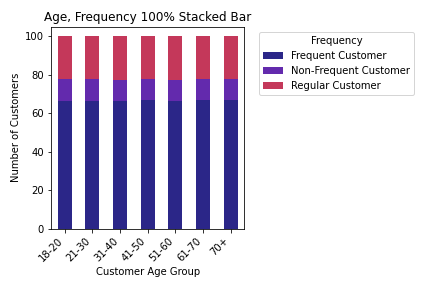 Age, Frequency 100% Stacked Bar
100
80
60
40
20
0
Number of Customers
18-20
21-30
31-40
41-50
51-60
61-70
70+
Customer Age Group
Frequency
Frequent Customer
Non-Frequent Customer
Regular Customer